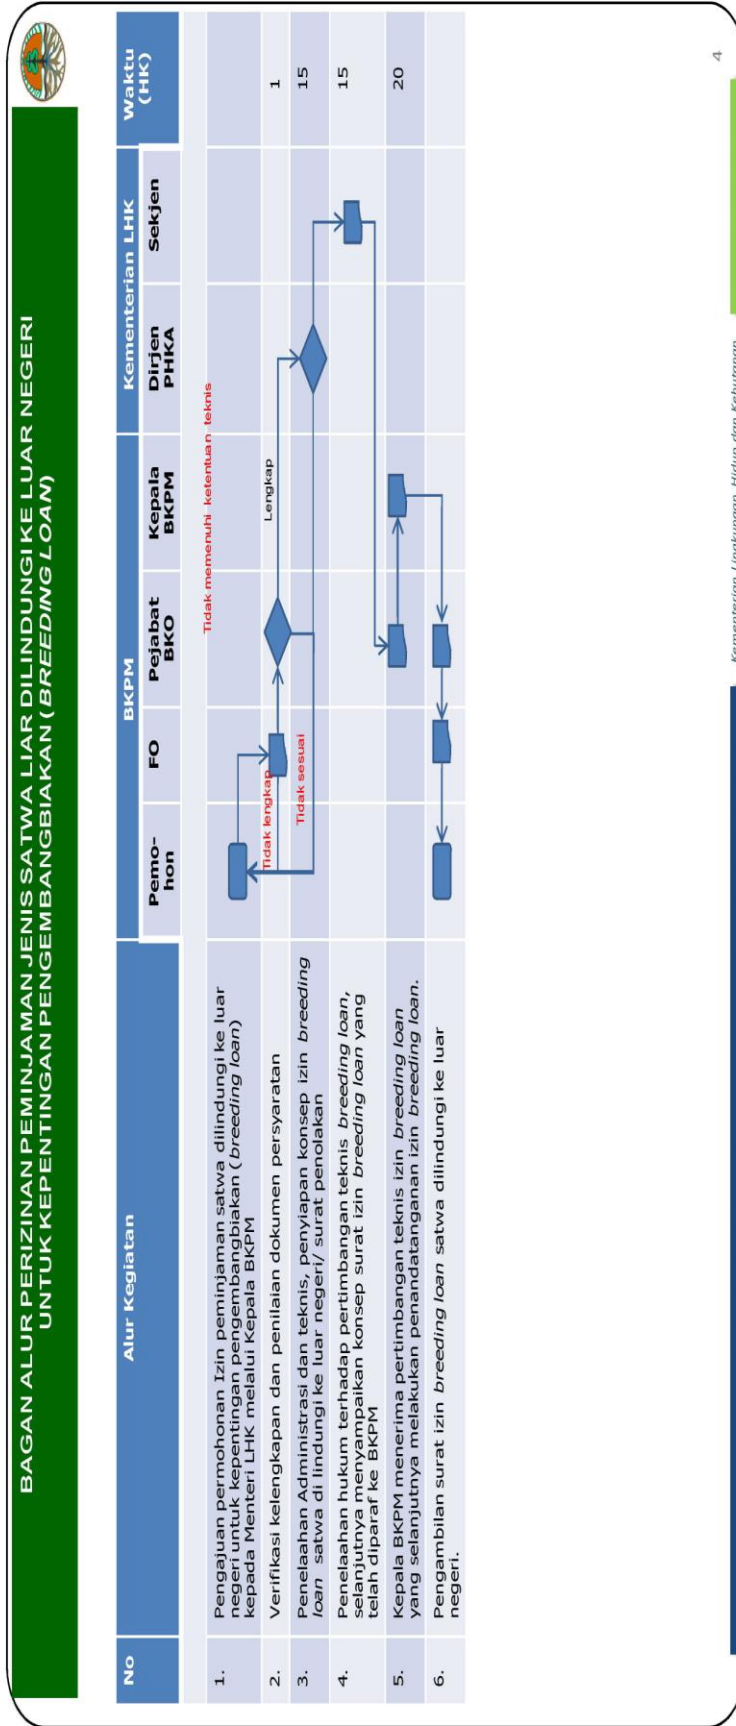 BAGAN ALUR PERIZINAN PEMINJAMAN JENIS SATWA LIAR DILINDUNGI KE LUAR NEGERI
UNTUK KEPENTINGAN PENGEMBANGBIAKAN (BREEDING LOAN)
No
Alur Kegiatan
BKPM
Kementerian LHK
Waktu
(HK)
Pemo-
hon
FO
Pejabat
BKO
Kepala
BKPM
Dirjen
PHKA
Sekjen
1.
Pengajuan permohonan Izin peminjaman satwa dilindungi ke luar
negeri untuk kepentingan pengembangbiakan (breeding loan)
kepada Menteri LHK melalui Kepala BKPM
Tidak memenuhi ketentuan teknis
2.
Verifikasi kelengkapan dan penilaian dokumen persyaratan
Tidak lengkap
Lengkap
1
3.
Penelaahan Administrasi dan teknis, penyiapan konsep izin breeding
loan satwa di lindungi ke luar negeri/ surat penolakan
Tidak sesuai
15
4.
Penelaahan hukum terhadap pertimbangan teknis breeding loan,
selanjutnya menyampaikan konsep surat izin breeding loan yang
telah diparaf ke BKPM
15
5.
Kepala BKPM menerima pertimbangan teknis izin breeding loan
yang selanjutnya melakukan penandatanganan izin breeding loan.
20
6.
Pengambilan surat izin breeding loan satwa dilindungi ke luar
negeri.
4
Kementerian Lingkungan Hidup dan Kehutanan